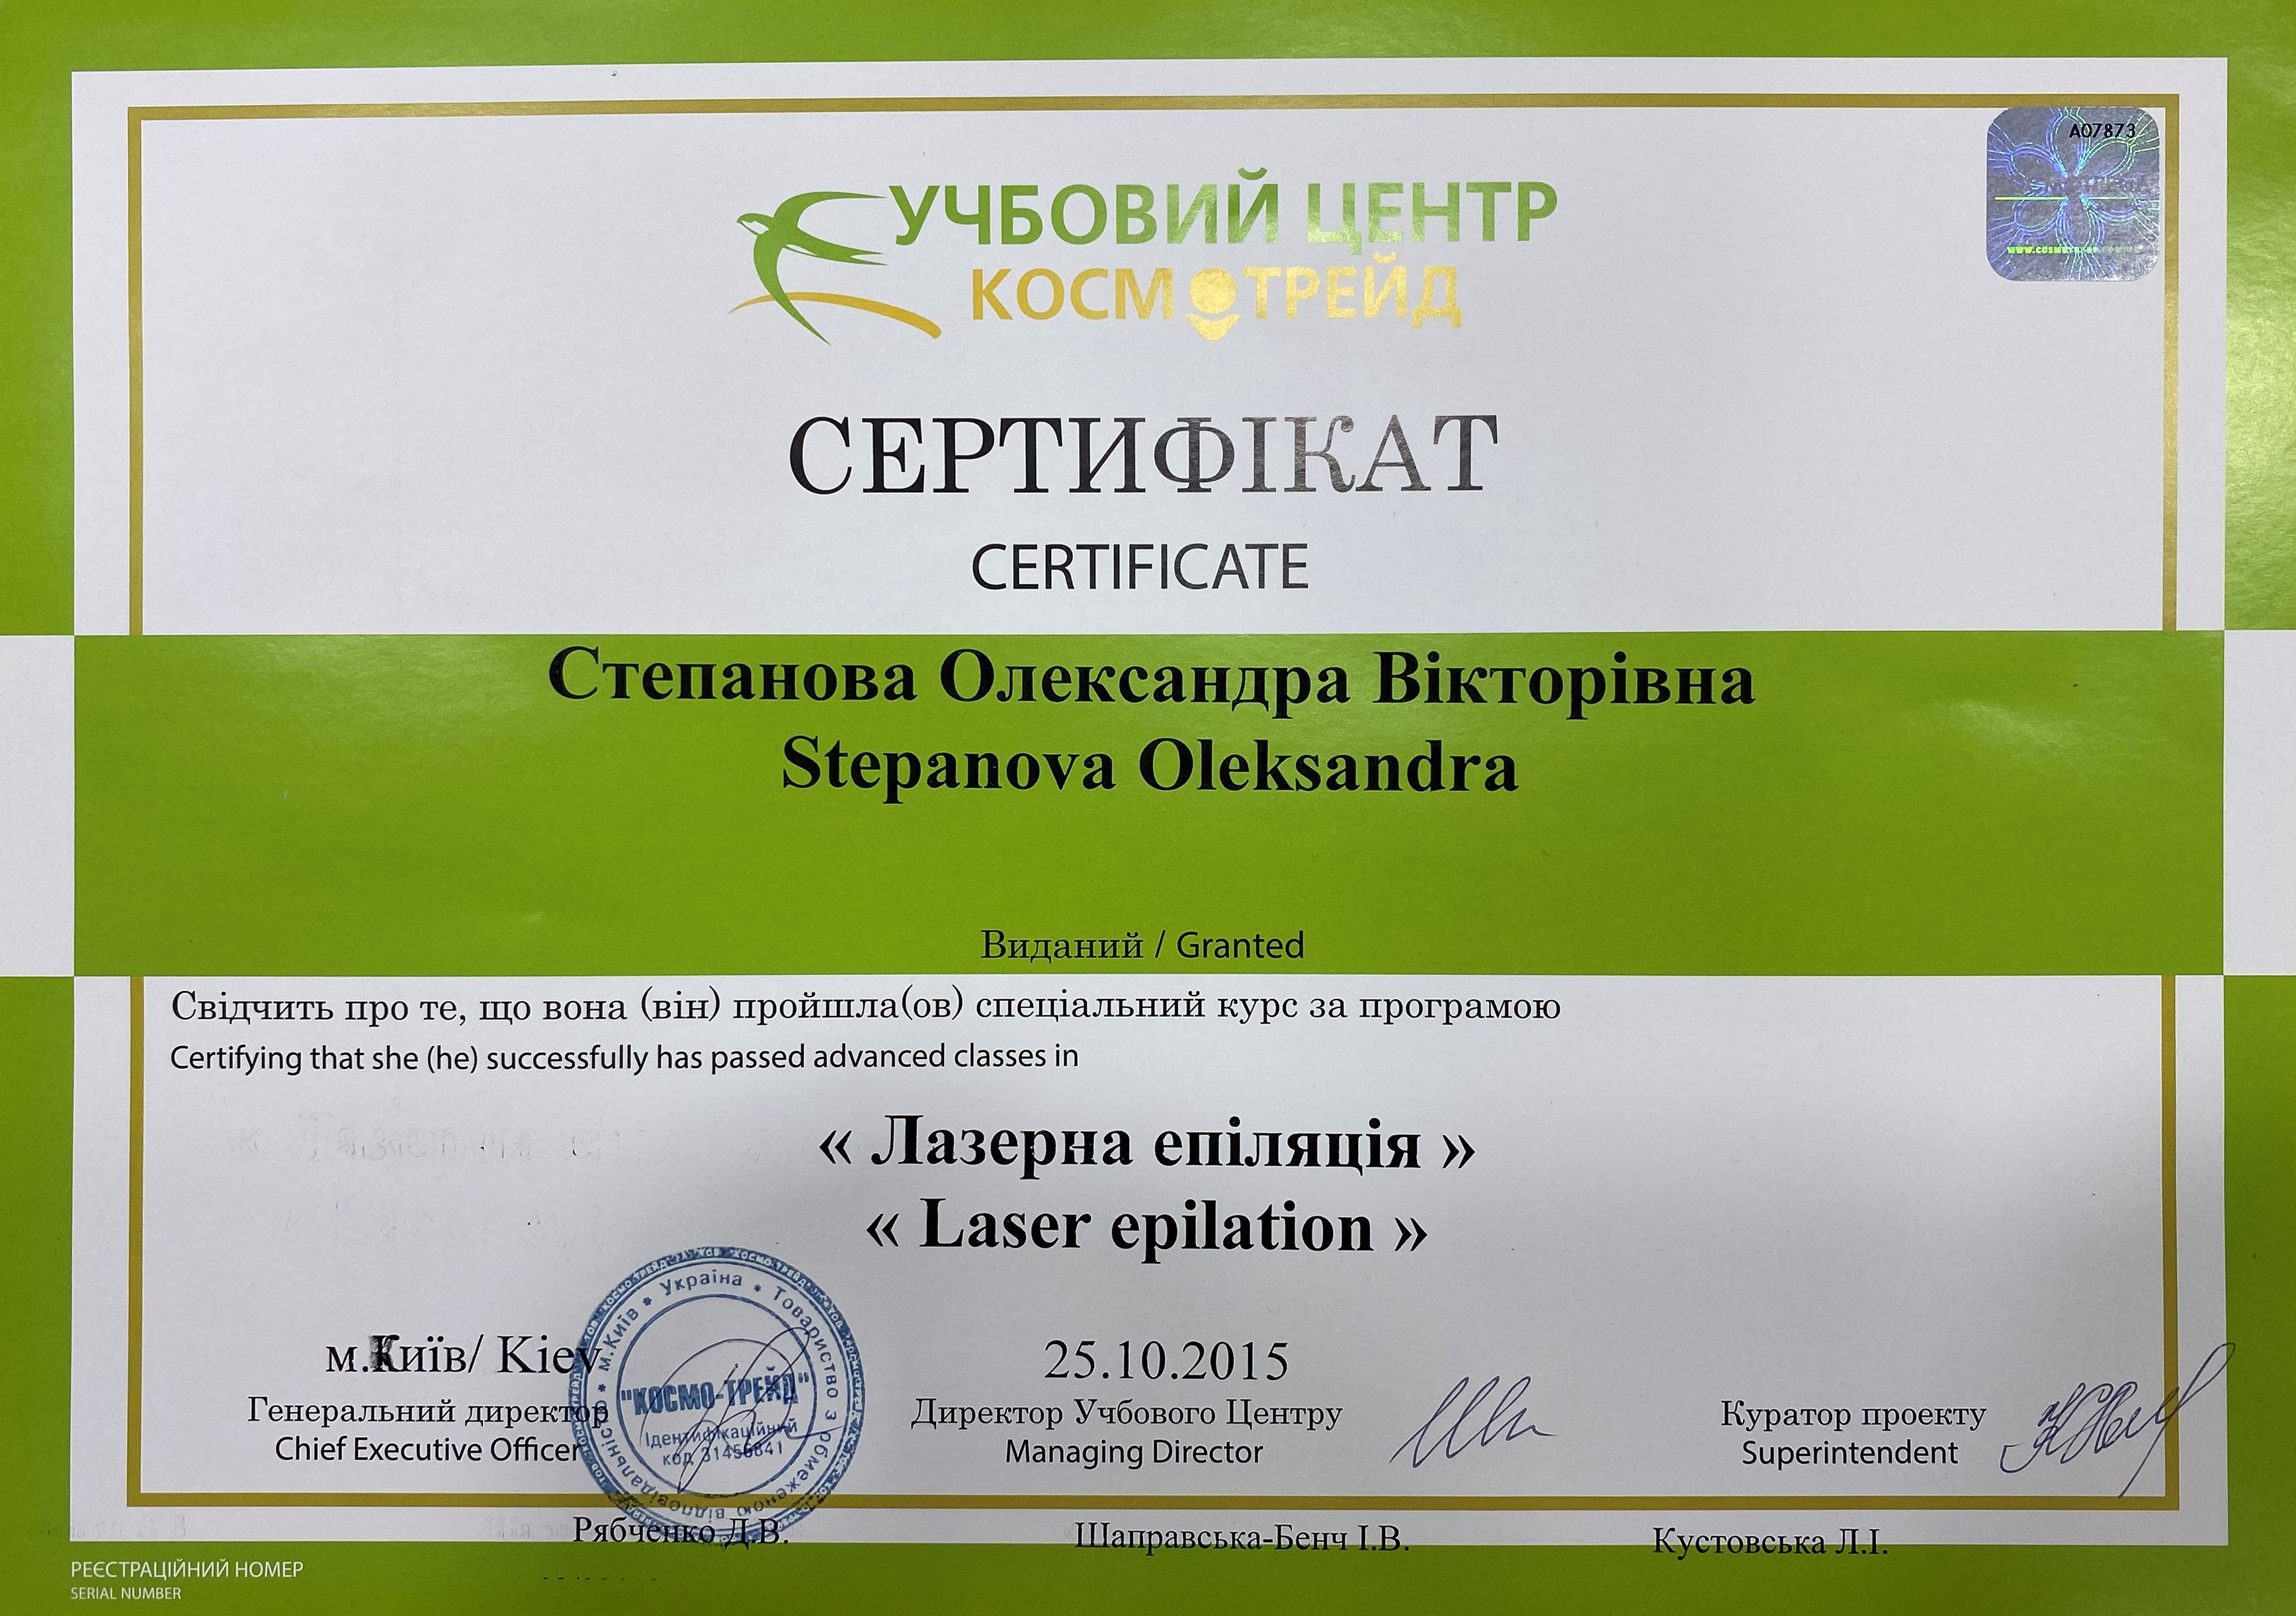 A07873
УЧБОВИЙ ЦЕНТР
КОСМОТРЕЙД
СЕРТИФІКАТ
CERTIFICATE
Степанова Олександра Вікторівна
Stepanova Oleksandra
Виданий / Granted
Свідчить про те, що вона (він) пройшла(ов) спеціальний курс за програмою
Certifying that she (he) successfully has passed advanced classes in
« Лазерна епіляція »
« Laser epilation »
м.Київ/ Kiev
25.10.2015
Генеральний директор
Chief Executive Officer
Україна * Товариство з обмеженою відповідальністю * м.Київ *
"КОСМО-ТРЕЙД"
Ідентифікаційний
код 31456841
Директор Учбового Центру
Managing Director
Куратор проекту
Superintendent
Рябченко Д.В.
Шаправська-Бенч І.В.
Кустовська Л.І.
РЕЄСТРАЦІЙНИЙ НОМЕР
SERIAL NUMBER